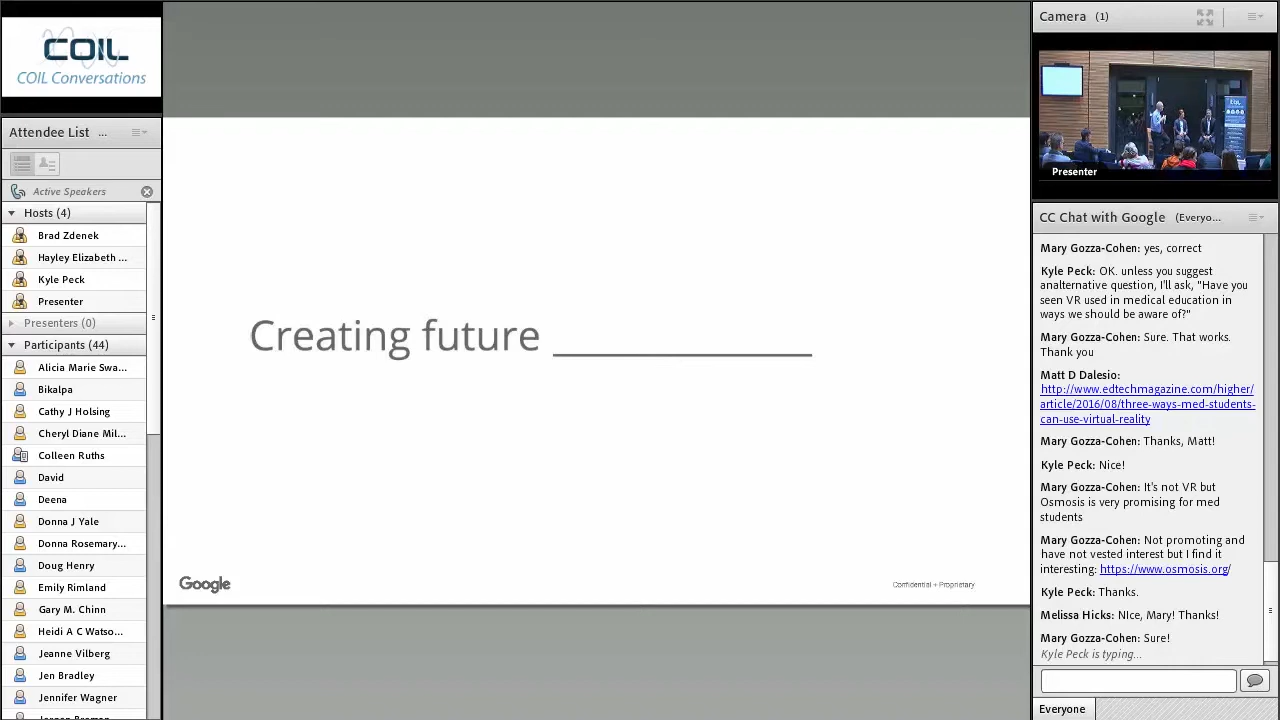 COIL
COIL Conversations
Attendee List ...
Active Speakers
Hosts (4)
Brad Zdenek
Hayley Elizabeth ...
Kyle Peck
Presenter
Presenters (0)
Participants (44)
Alicia Marie Swa...
Bikalpa
Cathy J Holsing
Cheryl Diane Mil...
Colleen Ruths
David
Deena
Donna J Yale
Donna Rosemary...
Doug Henry
Emily Rimland
Gary M. Chinn
Heidi A C Watso...
Jeanne Vilberg
Jen Bradley
Jennifer Wagner
Creating future ____________
Google
Confidential + Proprietary
Camera (1)
COIL
Presenter
CC Chat with Google (Everyo...
Mary Gozza-Cohen: yes, correct
Kyle Peck: OK. unless you suggest
analternative question, I'll ask, "Have you
seen VR used in medical education in
ways we should be aware of?"
Mary Gozza-Cohen: Sure. That works.
Thank you
Matt D Dalesio:
http://www.edtechmagazine.com/higher/
article/2016/08/three-ways-med-students-
can-use-virtual-reality
Mary Gozza-Cohen: Thanks, Matt!
Kyle Peck: Nice!
Mary Gozza-Cohen: It's not VR but
Osmosis is very promising for med
students
Mary Gozza-Cohen: Not promoting and
have not vested interest but I find it
interesting: https://www.osmosis.org/
Kyle Peck: Thanks.
Melissa Hicks: NIce, Mary! Thanks!
Mary Gozza-Cohen: Sure!
Kyle Peck is typing...
Everyone